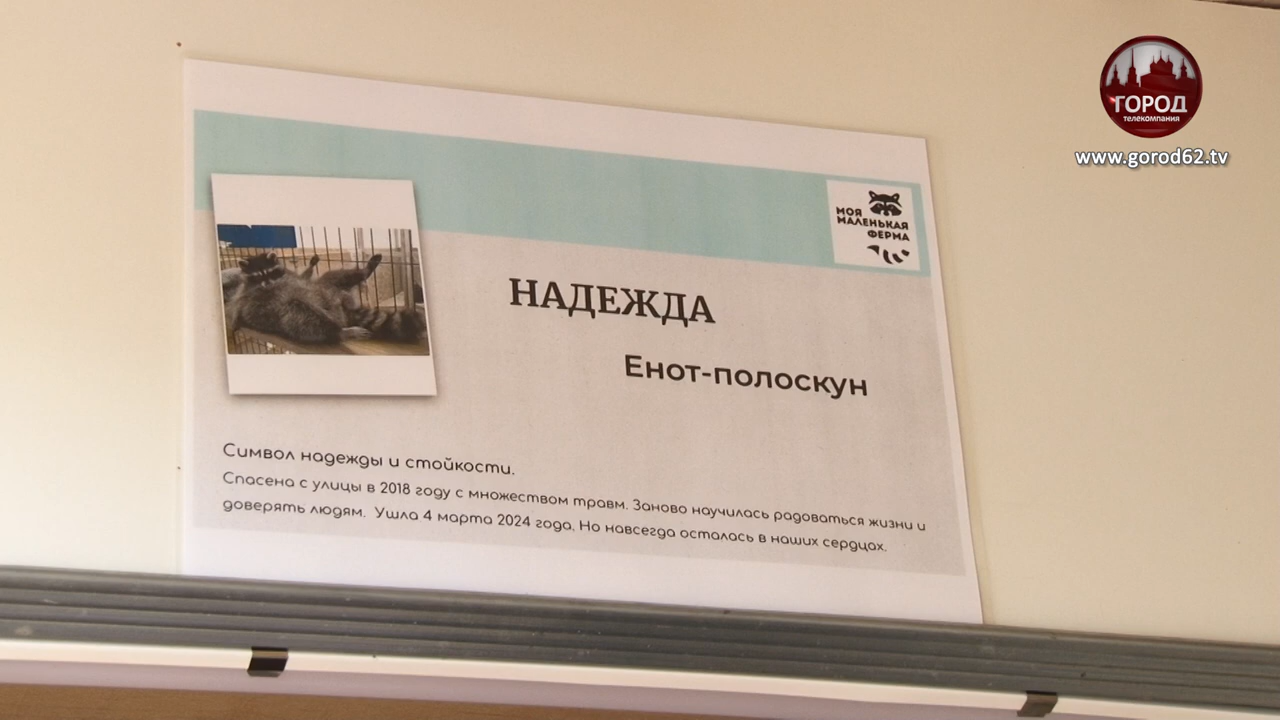 ГОРОД
телекомпания
www.gorod62.tv
МОЯ
МАЛЕНЬКАЯ
ФЕРМА
НАДЕЖДА
Енот-полоскун
Символ надежды и стойкости.
Спасена с улицы в 2018 году с множеством травм. Заново научилась радоваться жизни и
доверять людям. Ушла 4 марта 2024 года. Но навсегда осталась в наших сердцах.